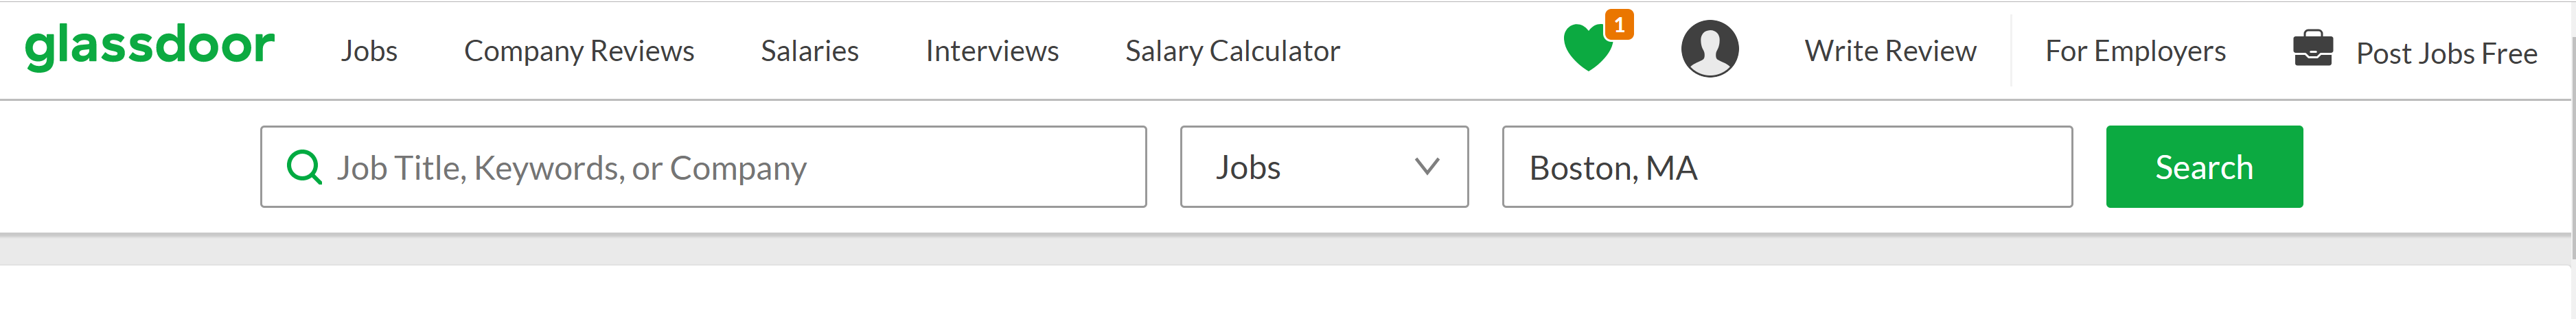 glassdoor Jobs Company Reviews Salaries Interviews Salary Calculator 1 Write Review For Employers Post Jobs Free
Job Title, Keywords, or Company Jobs Boston, MA Search